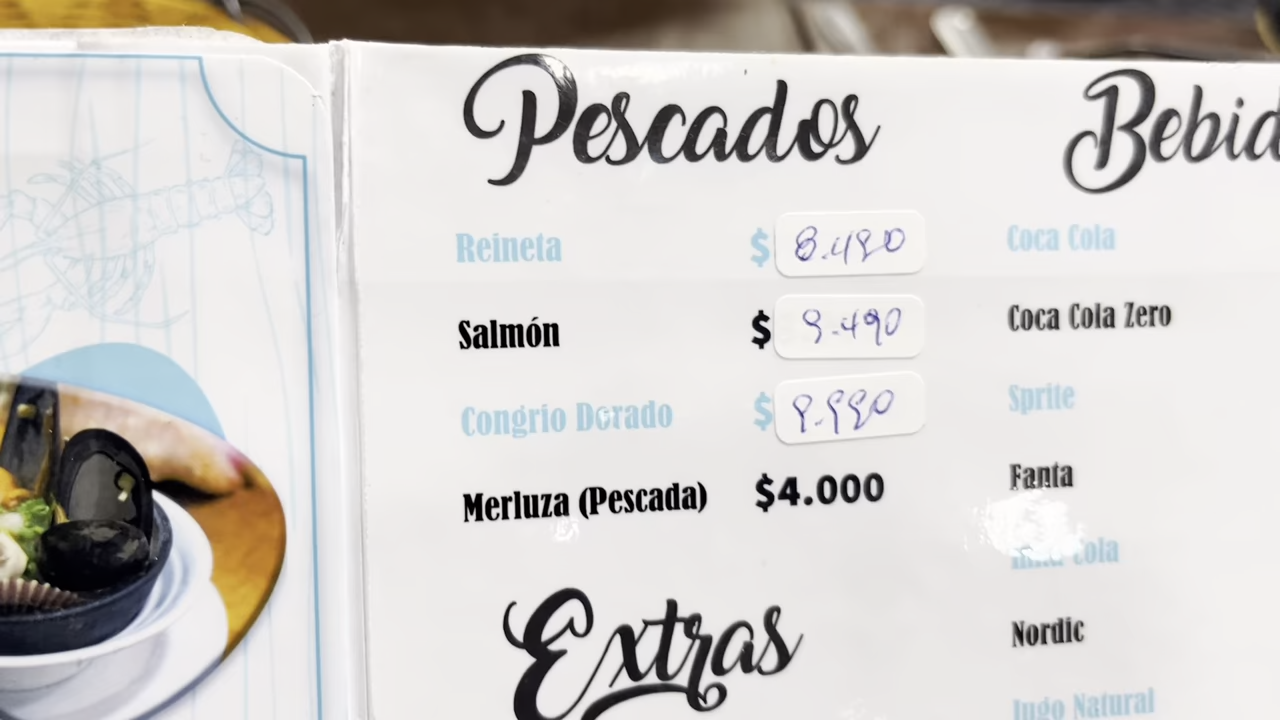 Pescados
Reineta $ 8.490
Salmón $ 9.490
Congrio Dorado $ 9.990
Merluza (Pescada) $4.000
Extras
Bebid
Coca Cola
Coca Cola Zero
Sprite
Fanta
Cola
Nordic
Jugo Natural